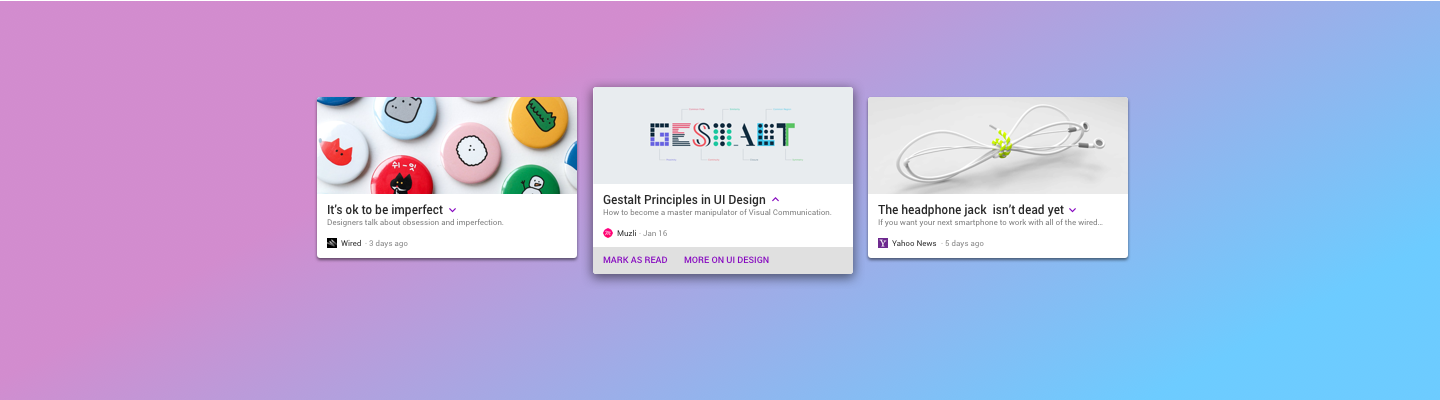 쉬-잇
It's ok to be imperfect
Designers talk about obsession and imperfection.
Wired · 3 days ago
GESTALT
Gestalt Principles in UI Design
How to become a master manipulator of Visual Communication.
Muzli · Jan 16
MARK AS READ MORE ON UI DESIGN
The headphone jack isn't dead yet
If you want your next smartphone to work with all of the wired...
Y
Yahoo News · 5 days ago